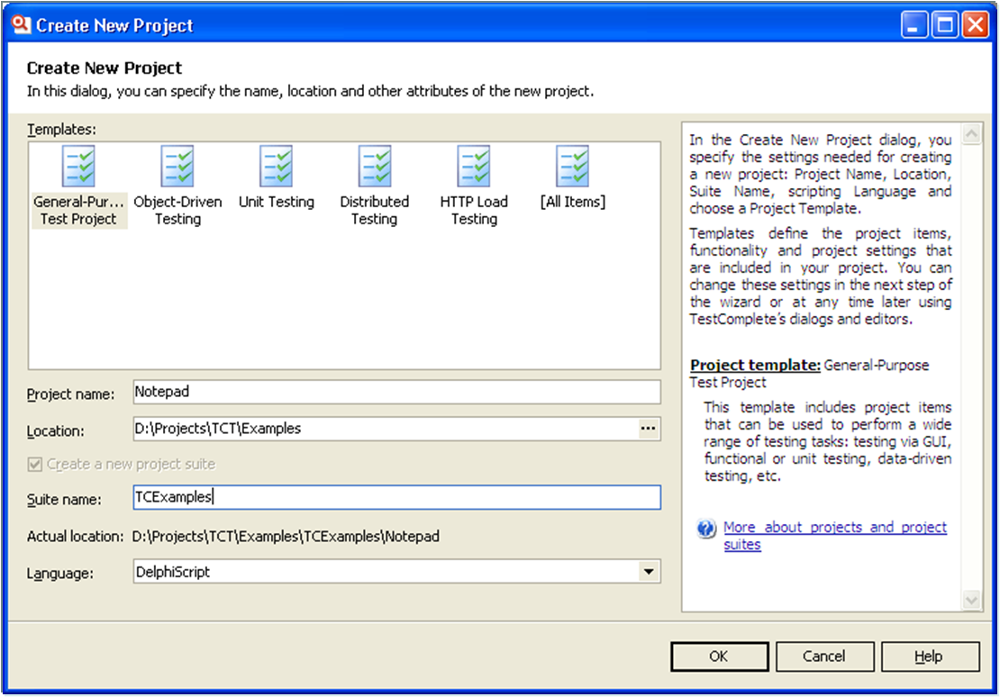 Create New Project
Create New Project
In this dialog, you can specify the name, location and other attributes of the new project.
Templates:
General-Pur...
Test Project
Object-Driven
Testing
Unit Testing
Distributed
Testing
HTTP Load
Testing
[All Items]
Project name:
Notepad
Location:
D:\Projects\TCT\Examples
...
Create a new project suite
Suite name:
TCExamples
Actual location:
D:\Projects\TCT\Examples\TCExamples\Notepad
Language:
DelphiScript
In the Create New Project dialog, you
specify the settings needed for creating
a new project: Project Name, Location,
Suite Name, scripting Language and
choose a Project Template.
Templates define the project items,
functionality and project settings that
are included in your project. You can
change these settings in the next step of
the wizard or at any time later using
TestComplete's dialogs and editors.
Project template: General-Purpose
Test Project
This template includes project items
that can be used to perform a wide
range of testing tasks: testing via GUI,
functional or unit testing, data-driven
testing, etc.
More about projects and project
suites
OK
Cancel
Help